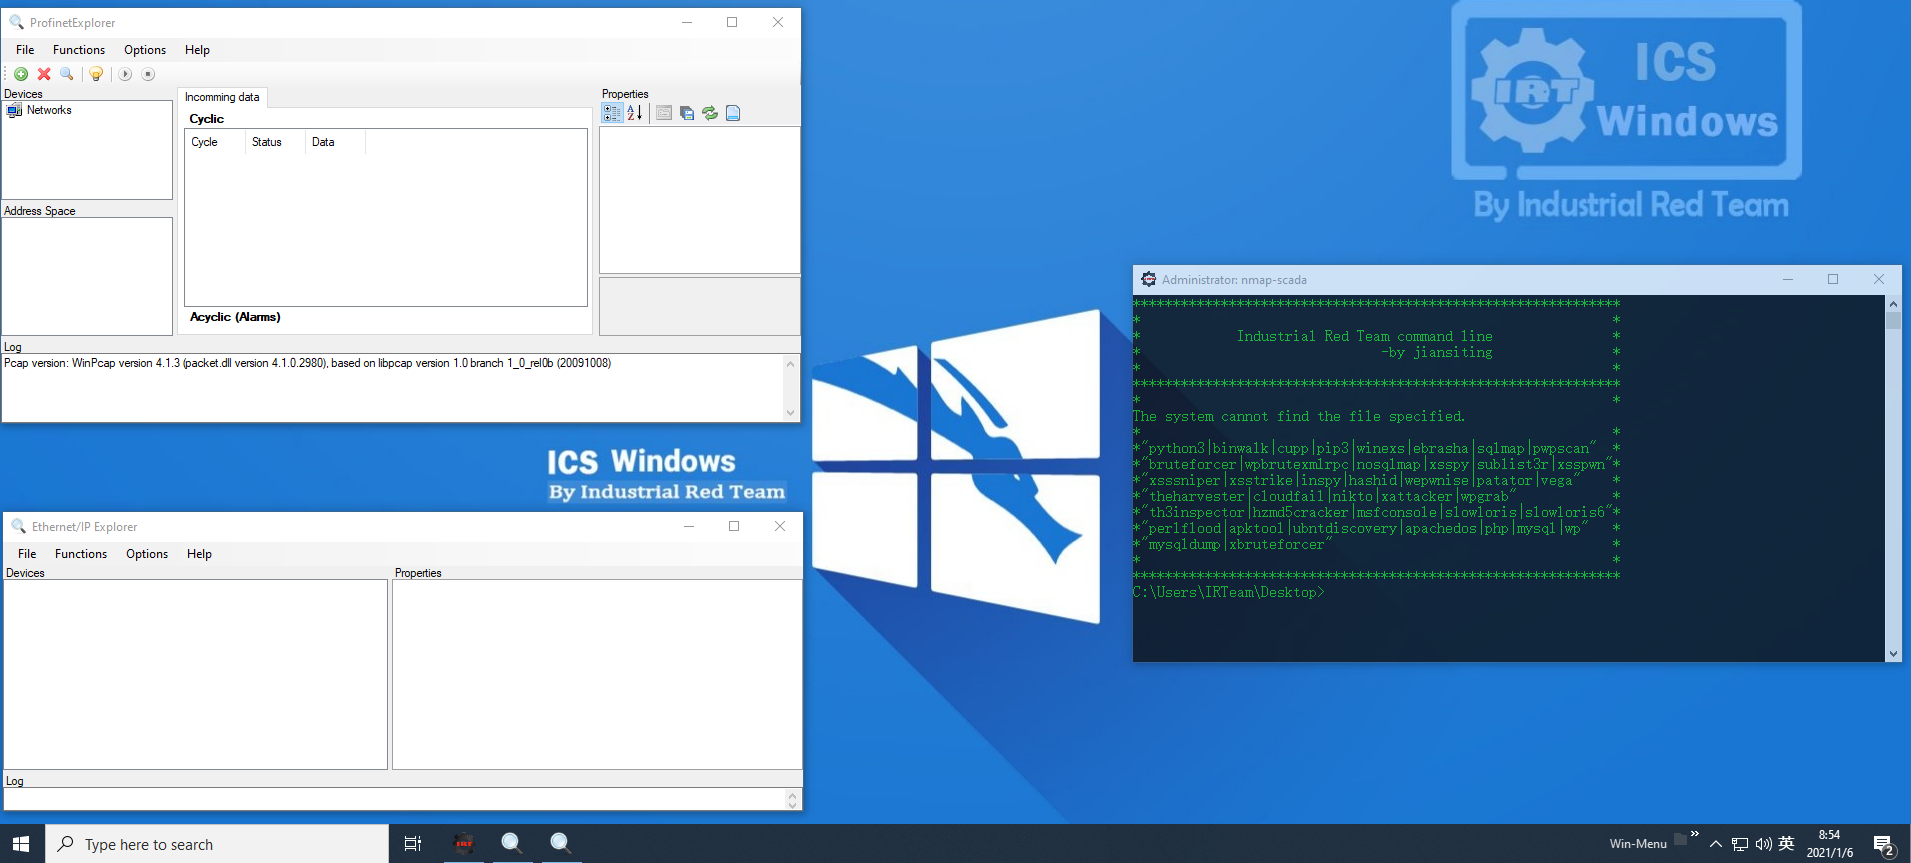 ProfinetExplorer
File Functions Options Help
Devices
Networks
Address Space
Incomming data
Cyclic
Cycle Status Data
Acyclic (Alarms)
Properties
Log
Pcap version: WinPcap version 4.1.3 (packet.dll version 4.1.0.2980), based on libpcap version 1.0 branch 1_0_rel0b (20091008)
ICS Windows
By Industrial Red Team
Ethernet/IP Explorer
File Functions Options Help
Devices
Properties
Log
IRT
ICS
Windows
By Industrial Red Team
Administrator: nmap-scada
*************************************************************
* *
* Industrial Red Team command line *
* -by jiansiting *
* *
*************************************************************
* *
The system cannot find the file specified.
* *
*"python3|binwalk|cupp|pip3|winexs|ebrasha|sqlmap|pwpscan" *
*"bruteforcer|wpbrutexmlrpc|nosqlmap|xsspy|sublist3r|xsspwn"*
*"xsssniper|xsstrike|inspy|hashid|wepwnise|patator|vega" *
*"theharvester|cloudfail|nikto|xattacker|wpgrab" *
*"th3inspector|hzmd5cracker|msfconsole|slowloris|slowloris6"*
*"perlflood|apktool|ubntdiscovery|apachedos|php|mysql|wp" *
*"mysqldump|xbruteforcer" *
* *
*************************************************************
C:\Users\IRTeam\Desktop>
Type here to search
IRT
Win-Menu
»
英
8:54
2021/1/6
2